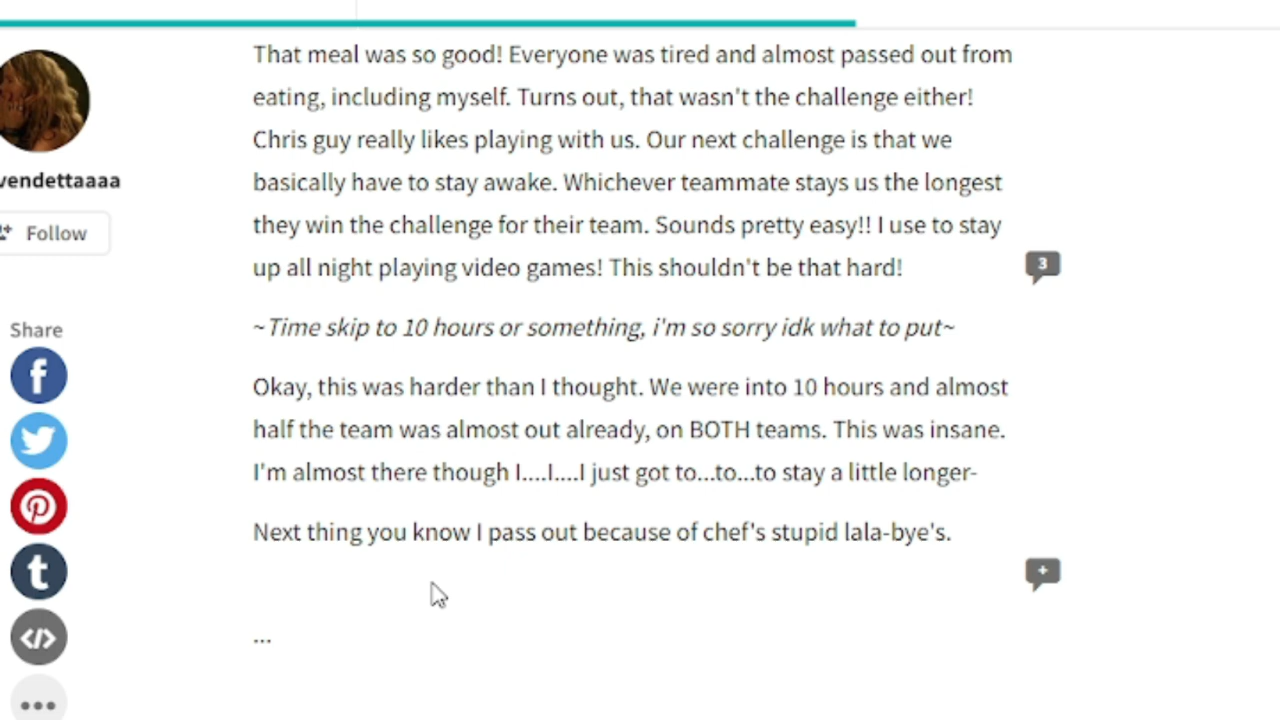 That meal was so good! Everyone was tired and almost passed out from
eating, including myself. Turns out, that wasn't the challenge either!
Chris guy really likes playing with us. Our next challenge is that we
basically have to stay awake. Whichever teammate stays us the longest
they win the challenge for their team. Sounds pretty easy!! I use to stay
up all night playing video games! This shouldn't be that hard!
3
vendettaaaa
Follow
Share
~Time skip to 10 hours or something, i'm so sorry idk what to put~
Okay, this was harder than I thought. We were into 10 hours and almost
half the team was almost out already, on BOTH teams. This was insane.
I'm almost there though I....I....I just got to...to...to stay a little longer-
Next thing you know I pass out because of chef's stupid lala-bye's.
+
...